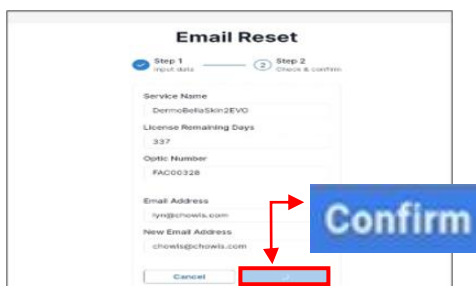 Email Reset
Step 1
Input data
2
Step 2
Check & confirm
Service Name
DermoBellaSkin2EVO
License Remaining Days
337
Optic Number
FAC00328
Email Address
lyn@chowis.com
New Email Address
chowis@chowis.com
Cancel
Confirm